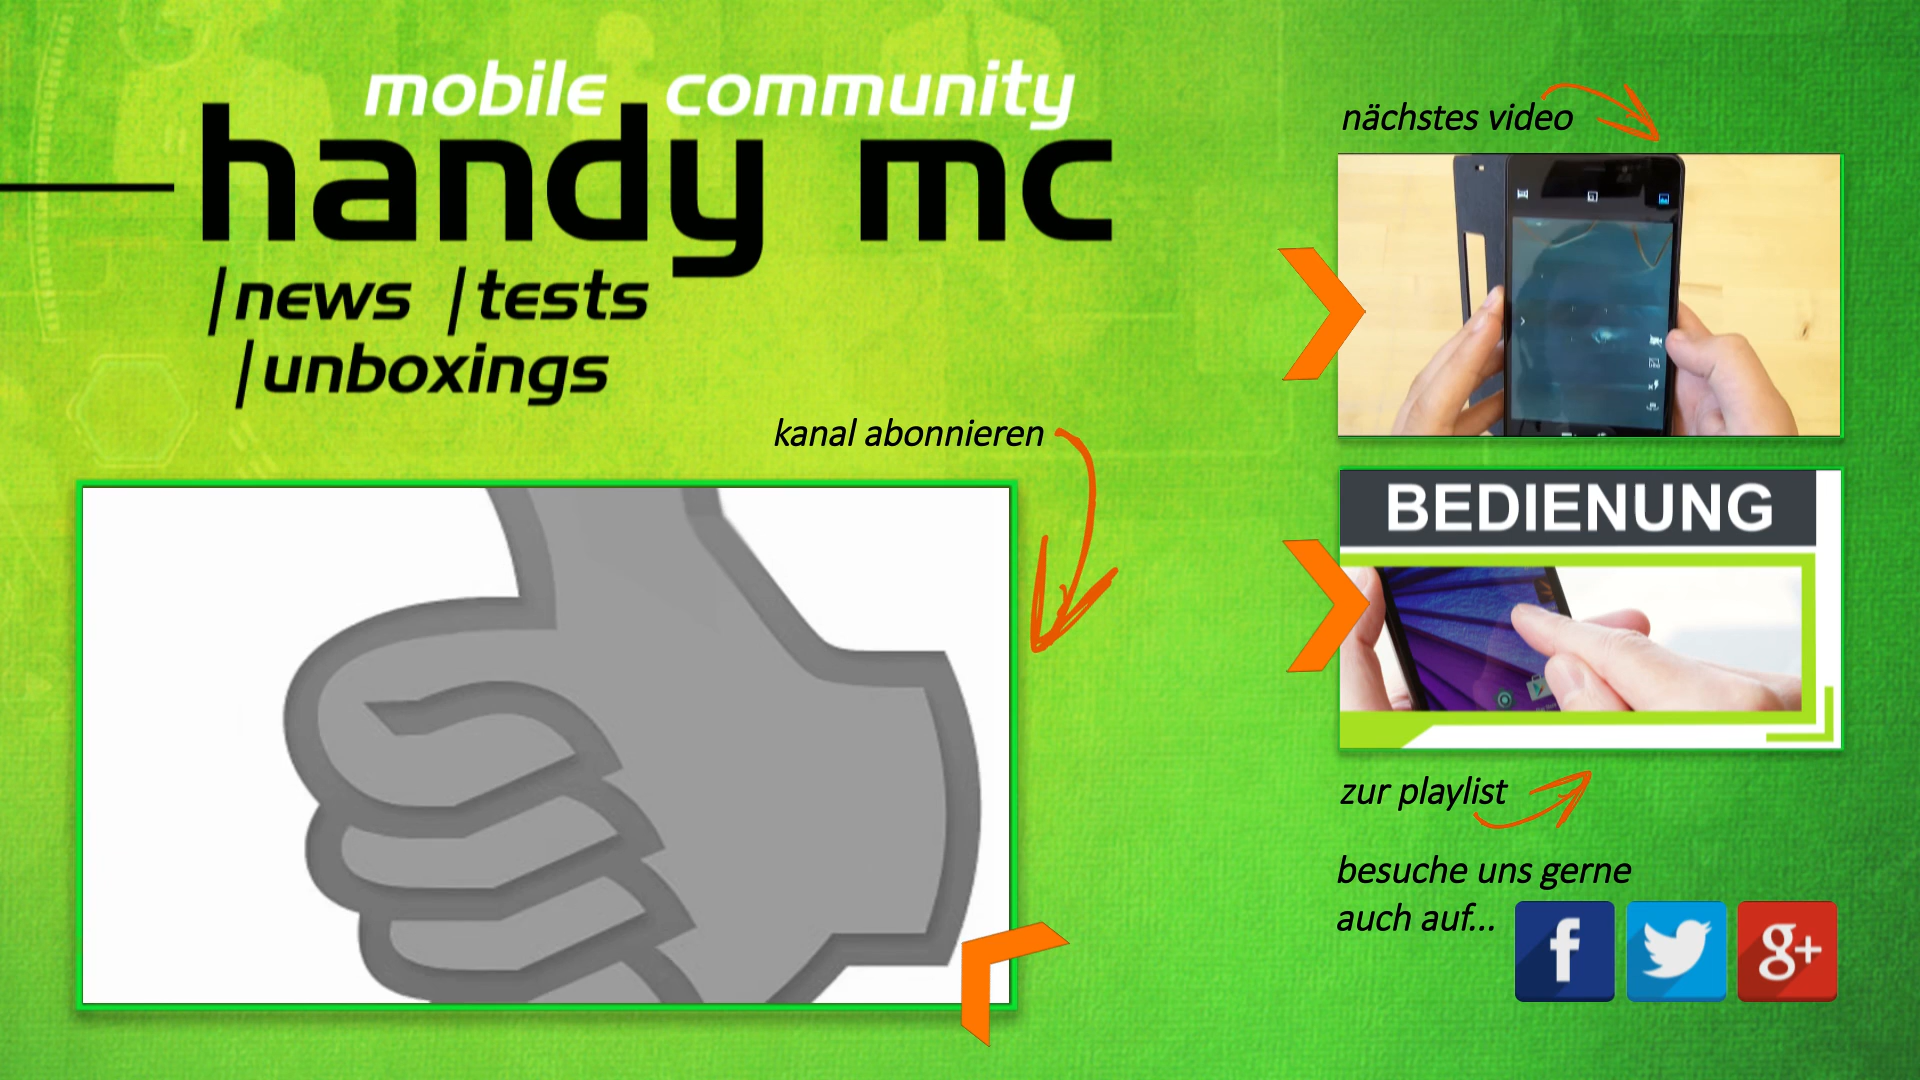 mobile community
handy mc
|news |tests
|unboxings
kanal abonnieren
nächstes video
BEDIENUNG
zur playlist
besuche uns gerne
auch auf...
f
g+